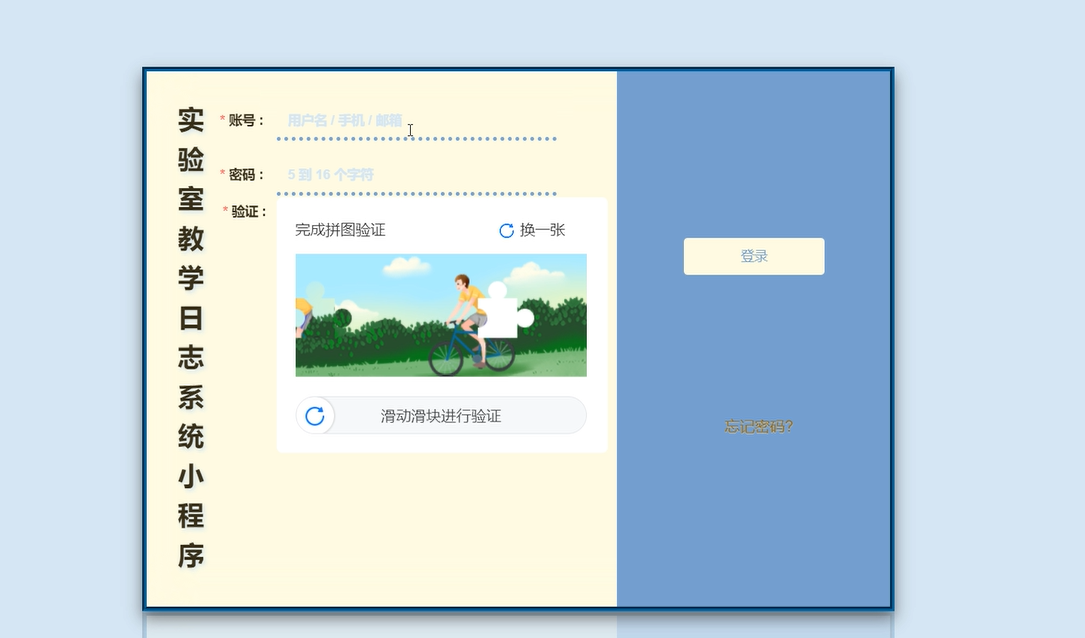 实验室教学日志系统小程序
* 账号：
用户名 / 手机 / 邮箱
* 密码：
5 到 16 个字符
* 验证：
完成拼图验证
换一张
滑动滑块进行验证
登录
忘记密码?